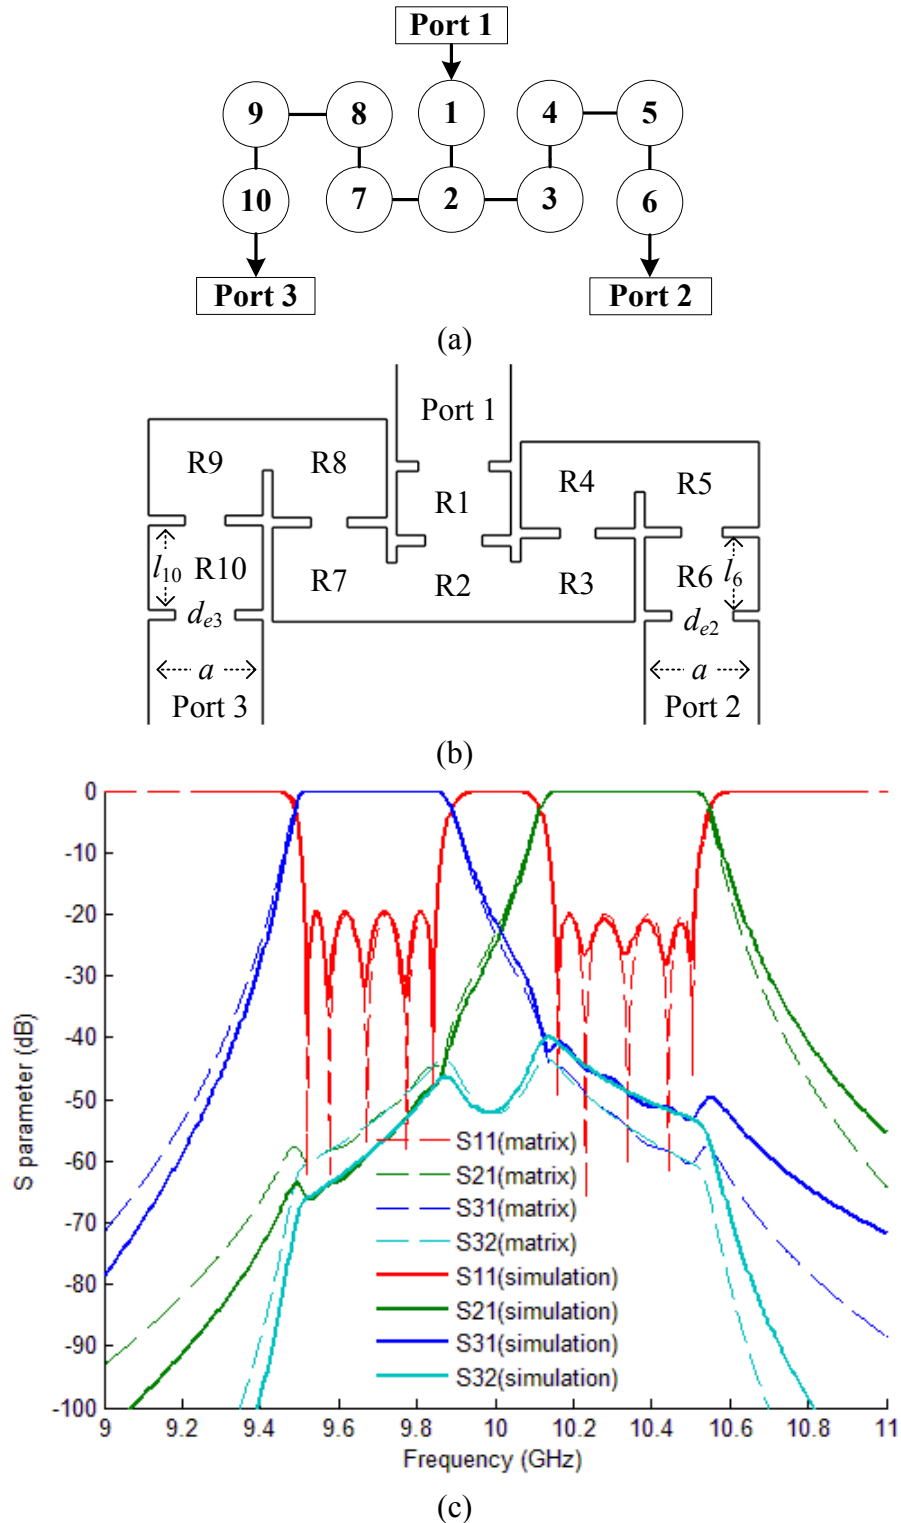 Port 1
9 8 1 4 5
10 7 2 3 6
Port 3 Port 2
(a)
Port 1
R9 R8 R4 R5
R1
l10 R10 R7 R2 R3 R6 l6
de3 de2
a a
Port 3 Port 2
(b)
0
-10
-20
-30
-40
-50
-60
-70
-80
-90
-100
S parameter (dB)
S11(matrix)
S21(matrix)
S31(matrix)
S32(matrix)
S11(simulation)
S21(simulation)
S31(simulation)
S32(simulation)
9 9.2 9.4 9.6 9.8 10 10.2 10.4 10.6 10.8 11
Frequency (GHz)
(c)